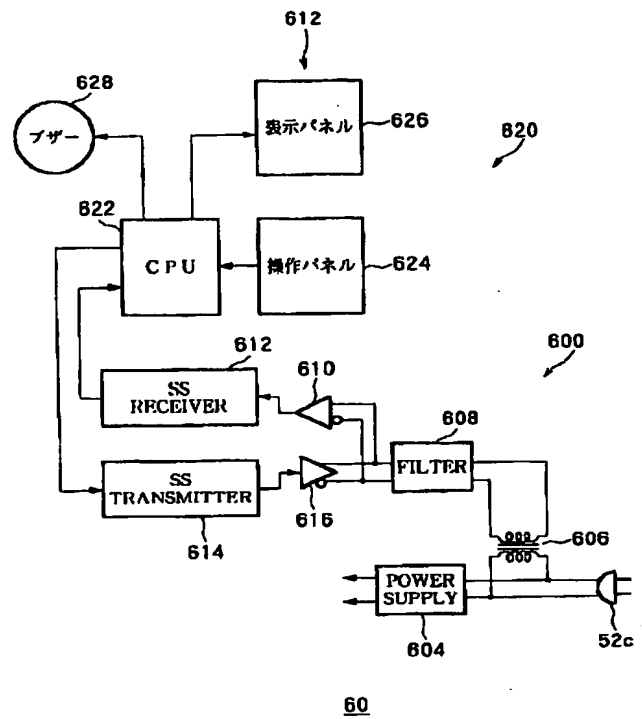 612
628
ブザー
表示パネル
626
820
622
CPU
操作パネル
624
612
SS
RECEIVER
610
600
608
FILTER
SS
TRANSMITTER
614
616
606
POWER
SUPPLY
604
52c
60